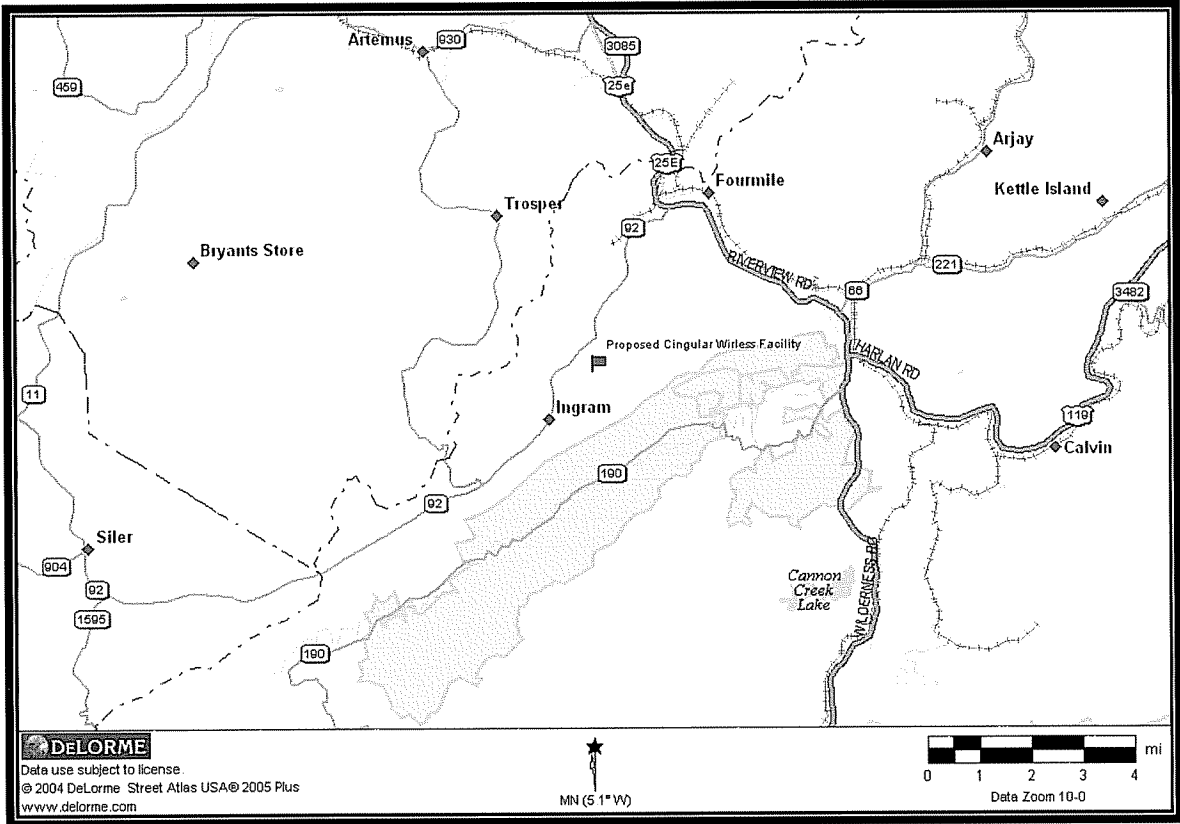 Artemus
930
3085
459
25e
Arjay
25E
Fourmile
Kettle Island
Trosper
92
Bryants Store
RIVERVIEW RD
221
66
3482
Proposed Cingular Wirless Facility
HARLAN RD
11
Ingram
119
Calvin
190
92
Siler
904
92
Cannon
Creek
Lake
WILDERNESS RD
1595
190
DELORME
Data use subject to license.
© 2004 DeLorme Street Atlas USA® 2005 Plus
www.delorme.com
MN (5.1° W)
mi
0 1 2 3 4
Data Zoom 10-0